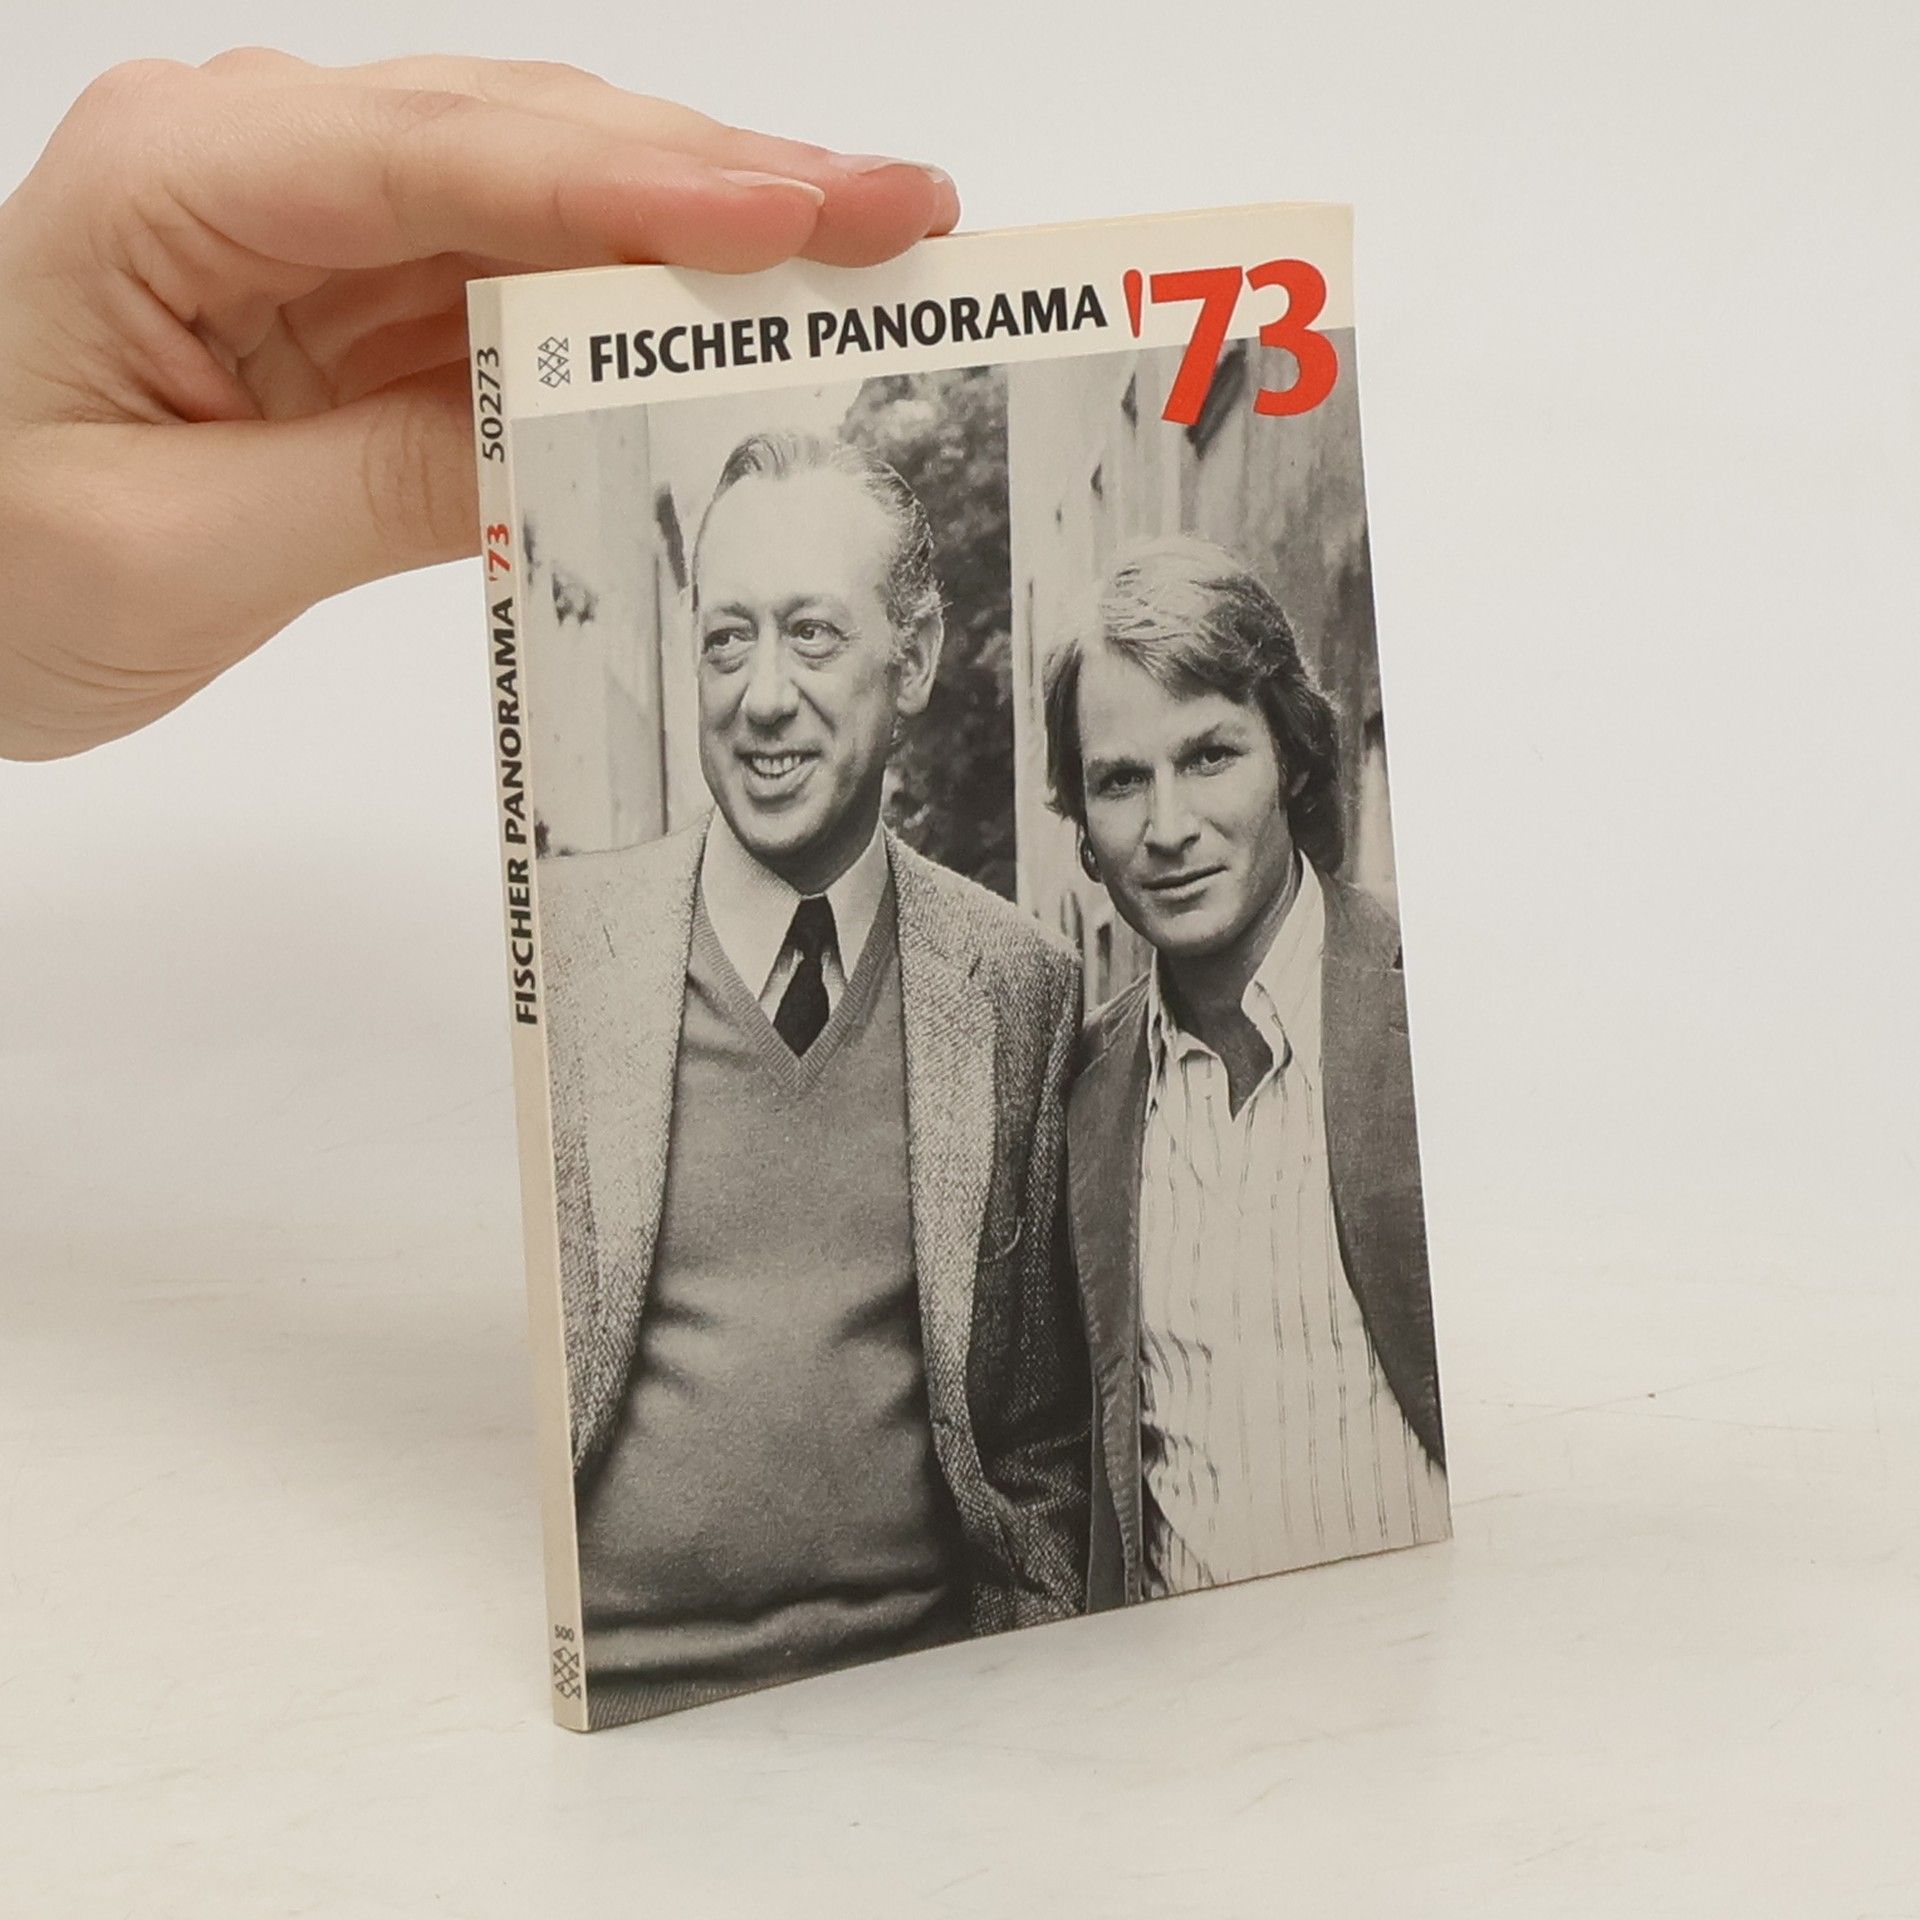 FISCHER PANORAMA '73
50273
FISCHER PANORAMA '73
500